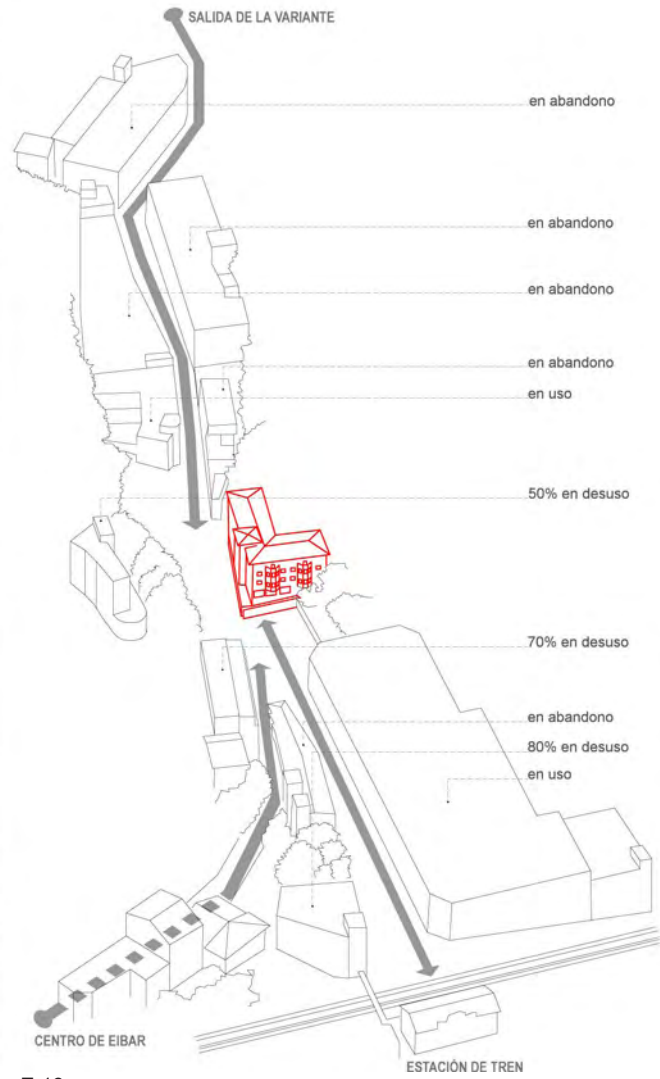 SALIDA DE LA VARIANTE
en abandono
en abandono
en abandono
en abandono
en uso
50% en desuso
70% en desuso
en abandono
80% en desuso
en uso
CENTRO DE EIBAR
ESTACIÓN DE TREN